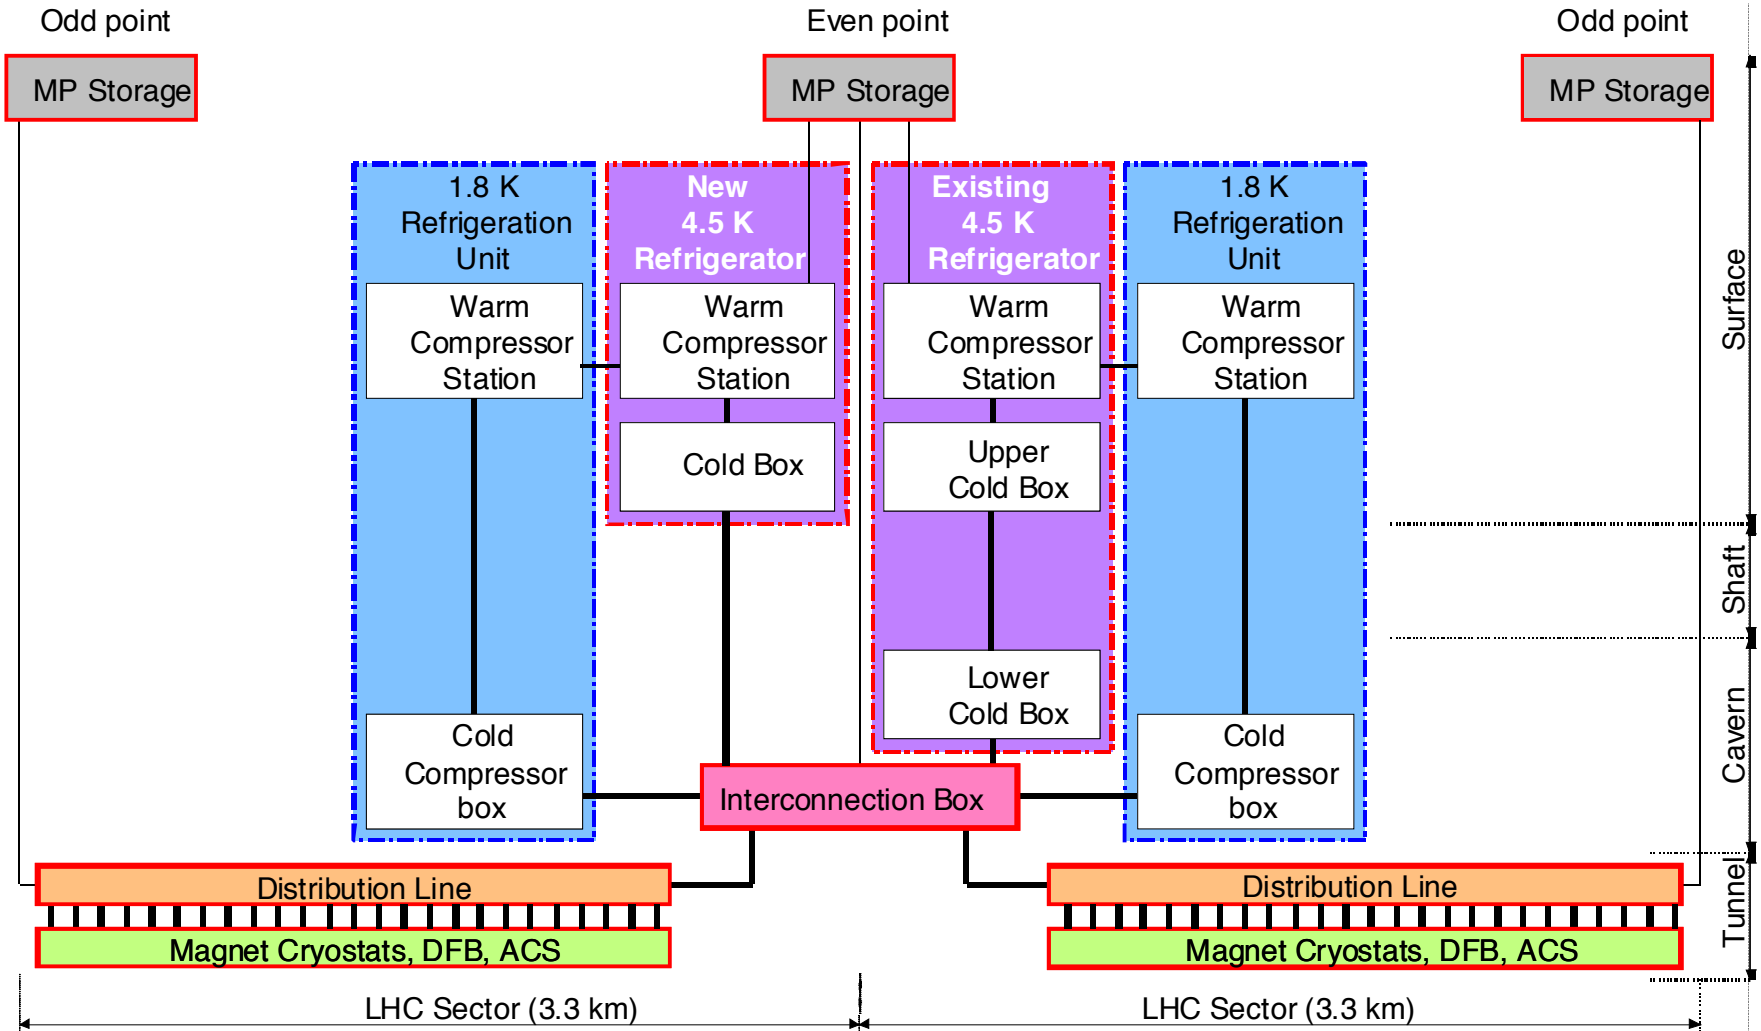 Odd point
Even point
Odd point
MP Storage
MP Storage
MP Storage
1.8 K
Refrigeration
Unit
New
4.5 K
Refrigerator
Existing
4.5 K
Refrigerator
1.8 K
Refrigeration
Unit
Warm
Compressor
Station
Warm
Compressor
Station
Warm
Compressor
Station
Warm
Compressor
Station
Cold Box
Upper
Cold Box
Lower
Cold Box
Cold
Compressor
box
Interconnection Box
Cold
Compressor
box
Distribution Line
Distribution Line
Magnet Cryostats, DFB, ACS
Magnet Cryostats, DFB, ACS
LHC Sector (3.3 km)
LHC Sector (3.3 km)
Surface
Shaft
Cavern
Tunnel